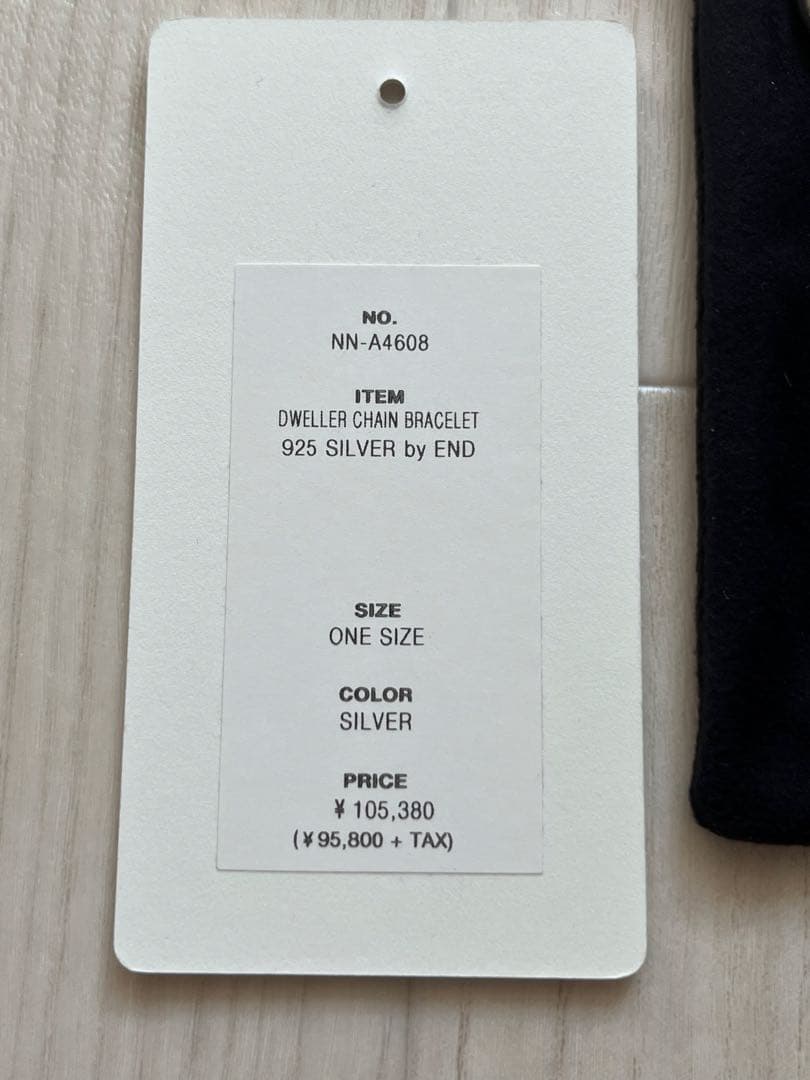 NO.
NN-A4608
ITEM
DWELLER CHAIN BRACELET
925 SILVER by END
SIZE
ONE SIZE
COLOR
SILVER
PRICE
¥ 105,380
(¥95,800 + TAX)